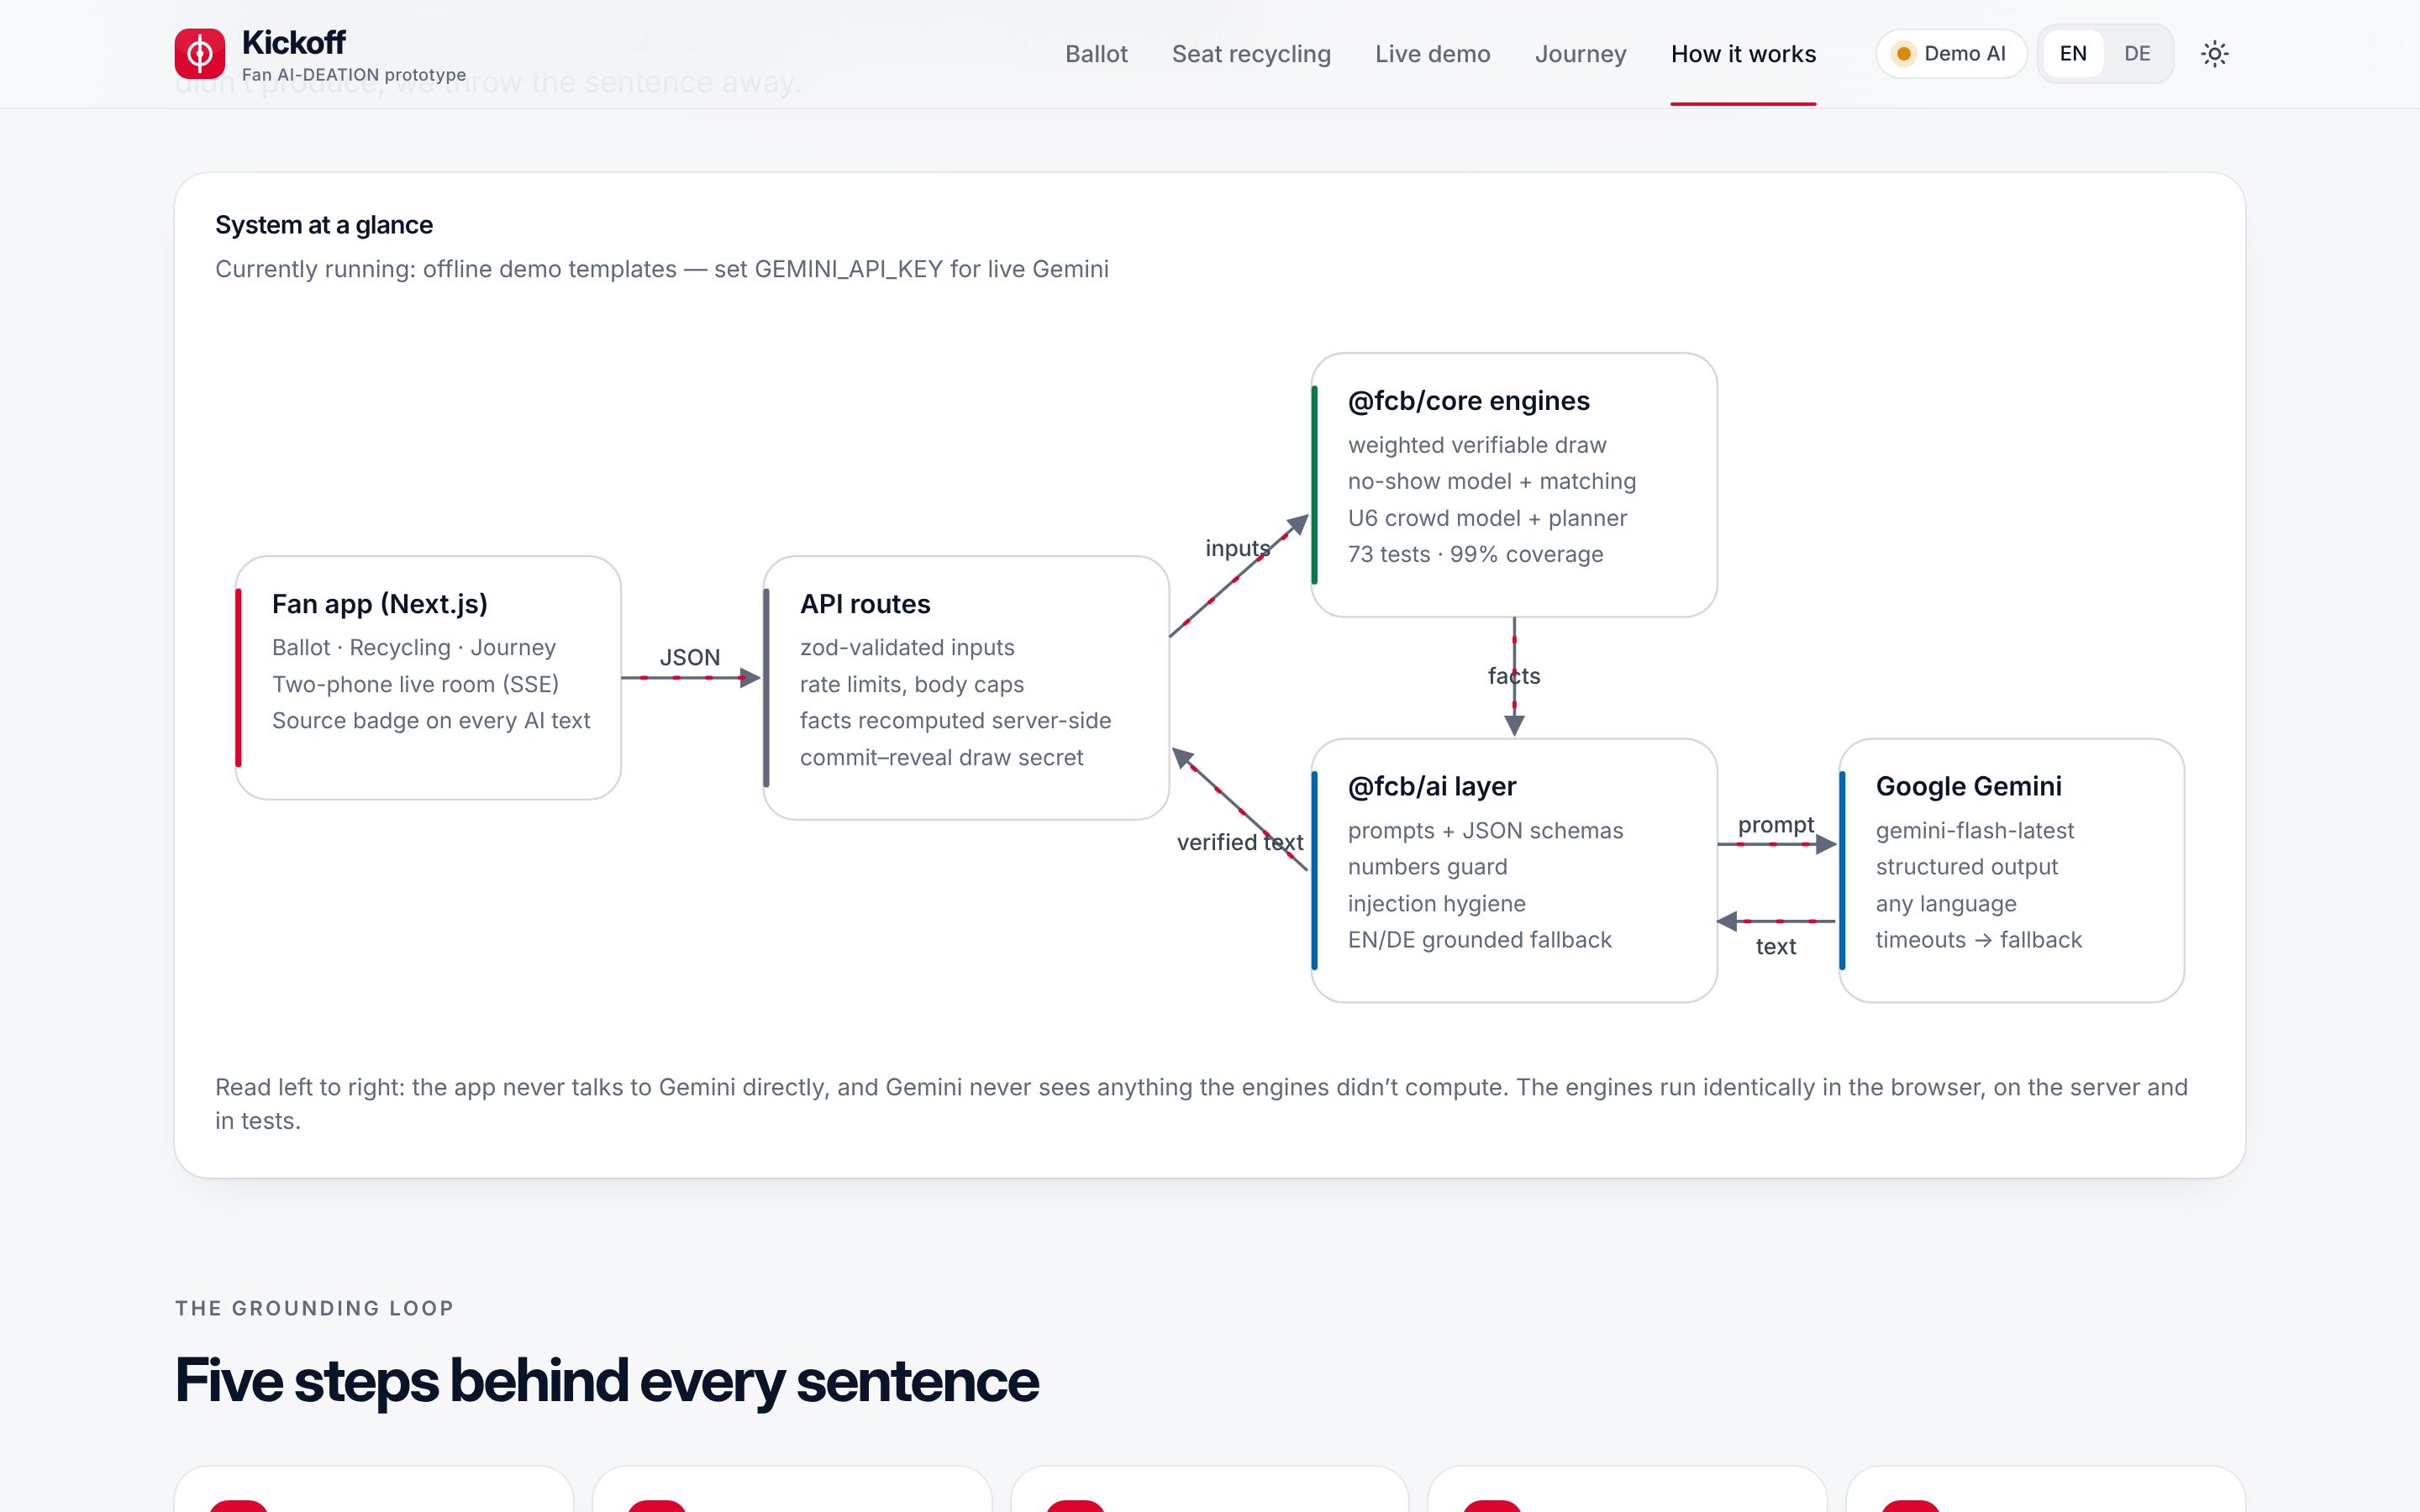 Kickoff
Fan AI-DEATION prototype
didn't produce, we throw the sentence away.
Ballot
Seat recycling
Live demo
Journey
How it works
Demo AI
EN
DE
System at a glance
Currently running: offline demo templates — set GEMINI_API_KEY for live Gemini
Fan app (Next.js)
Ballot · Recycling · Journey
Two-phone live room (SSE)
Source badge on every AI text
JSON
API routes
zod-validated inputs
rate limits, body caps
facts recomputed server-side
commit–reveal draw secret
inputs
verified text
@fcb/core engines
weighted verifiable draw
no-show model + matching
U6 crowd model + planner
73 tests · 99% coverage
facts
@fcb/ai layer
prompts + JSON schemas
numbers guard
injection hygiene
EN/DE grounded fallback
prompt
text
Google Gemini
gemini-flash-latest
structured output
any language
timeouts → fallback
Read left to right: the app never talks to Gemini directly, and Gemini never sees anything the engines didn’t compute. The engines run identically in the browser, on the server and
in tests.
THE GROUNDING LOOP
Five steps behind every sentence